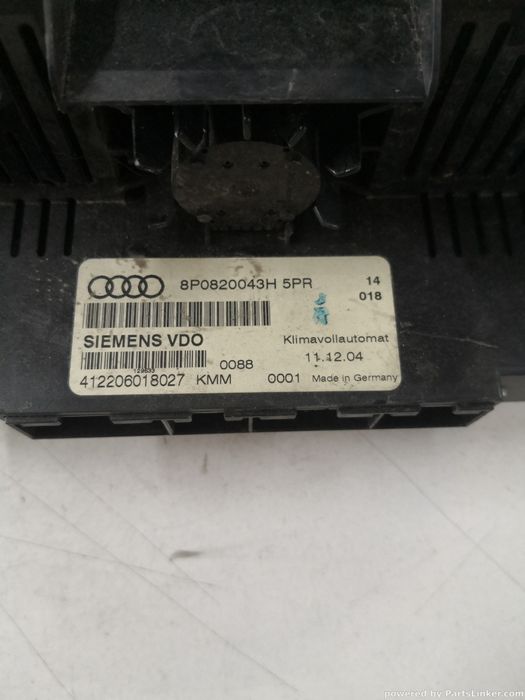 8P0820043H 5PR 14
018
SIEMENS VDO Klimavollautomat
0088 11.12.04
129633
412206018027 KMM 0001 Made in Germany
powered by PartsLinker.com